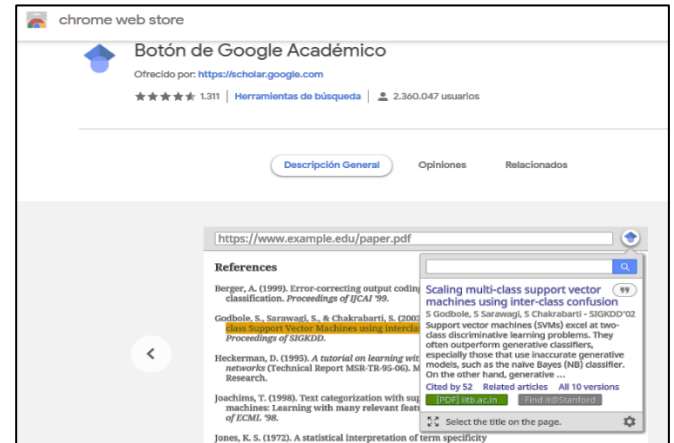 chrome web store
Botón de Google Académico
Ofrecido por: https://scholar.google.com
1.311 | Herramientas de búsqueda | 2.360.047 usuarios
Descripción General Opiniones Relacionados
https://www.example.edu/paper.pdf
References
Berger, A. (1999). Error-correcting output coding
classification. Proceedings of IJCAI '99.
Godbole, S., Sarawagi, S., & Chakrabarti, S. (2002
class Support Vector Machines using interclas
Proceedings of SIGKDD.
Heckerman, D. (1995). A tutorial on learning wit
networks (Technical Report MSR-TR-95-06). M
Research.
Joachims, T. (1998). Text categorization with sup
machines: Learning with many relevant featu
of ECML '98.
Jones, K. S. (1972). A statistical interpretation of term specificity
Scaling multi-class support vector
machines using inter-class confusion
S Godbole, S Sarawagi, S Chakrabarti - SIGKDD'02
Support vector machines (SVMs) excel at two-
class discriminative learning problems. They
often outperform generative classifiers,
especially those that use inaccurate generative
models, such as the naïve Bayes (NB) classifier.
On the other hand, generative ...
Cited by 52 Related articles All 10 versions
[PDF] iitb.ac.in Find it@Stanford
Select the title on the page.